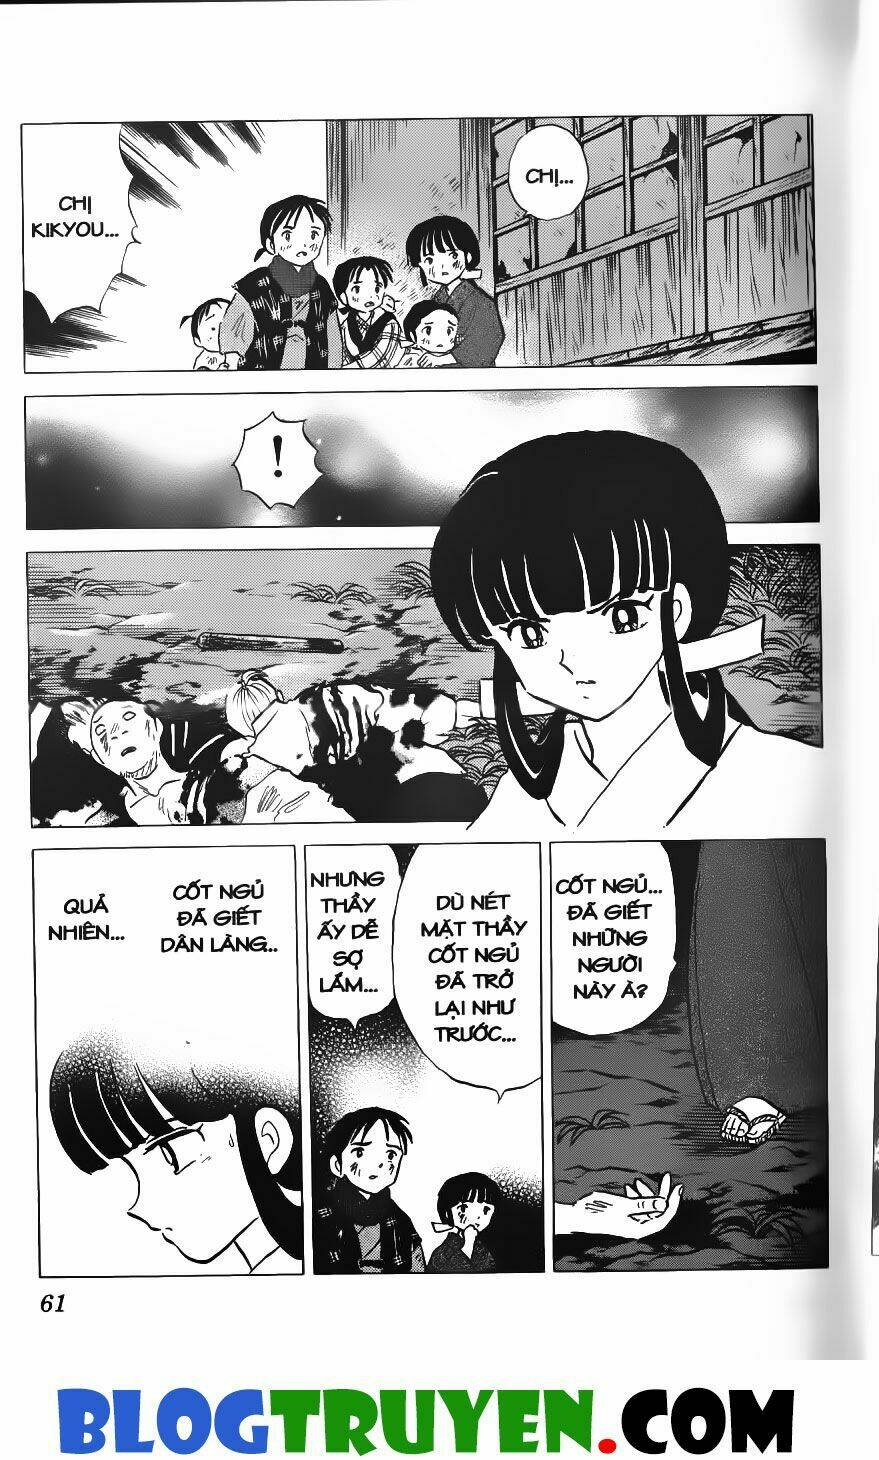 CHỊ...
CHỊ
KIKYOU...
!
CỐT NGỦ...
ĐÃ GIẾT
NHỮNG
NGƯỜI
NÀY À?
DÙ NÉT
MẶT THẦY
CỐT NGỦ
ĐÃ TRỞ
LẠI NHƯ
TRƯỚC...
NHƯNG
THẦY
ẤY DỄ
SỢ
LẮM...
CỐT NGỦ
ĐÃ GIẾT
DÂN LÀNG..
QUẢ
NHIÊN...
61
BLOGTRUYEN.COM